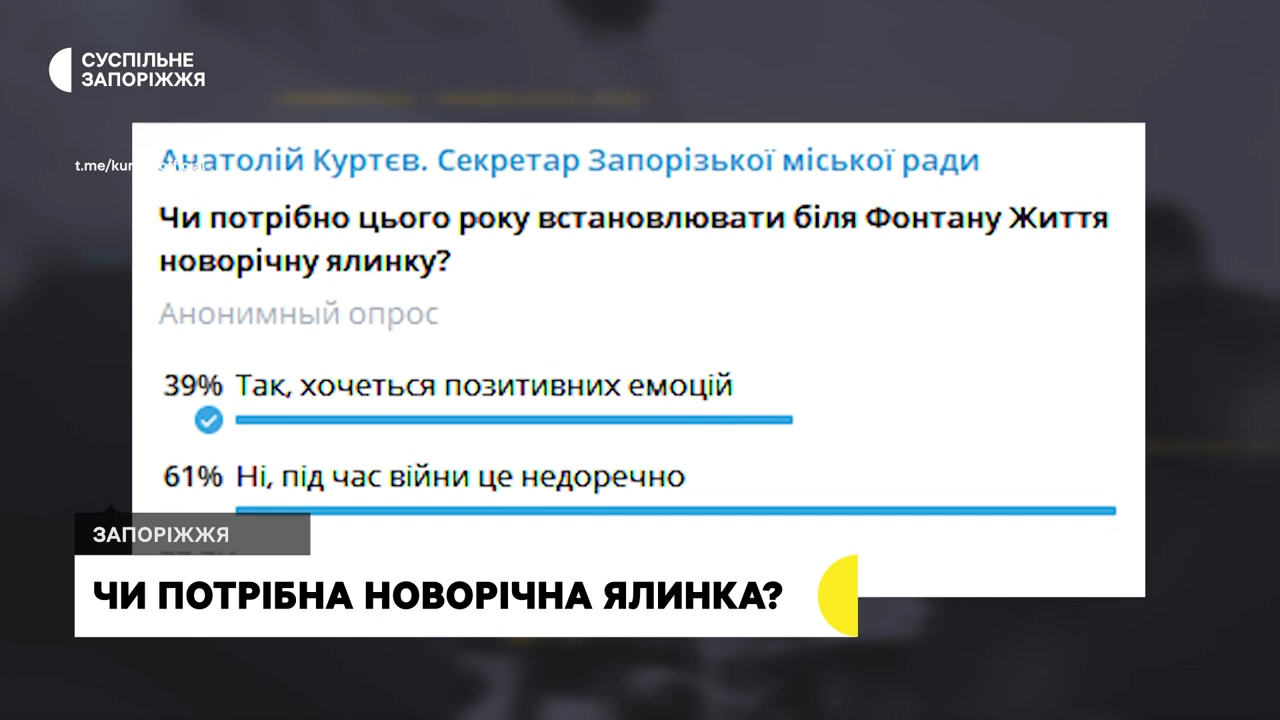 СУСПІЛЬНЕ
ЗАПОРІЖЖЯ
Анатолій Куртєв. Секретар Запорізької міської ради
Чи потрібно цього року встановлювати біля Фонтану Життя
новорічну ялинку?
Анонимный опрос
39% Так, хочеться позитивних емоцій
61% Ні, під час війни це недоречно
ЗАПОРІЖЖЯ
ЧИ ПОТРІБНА НОВОРІЧНА ЯЛИНКА?